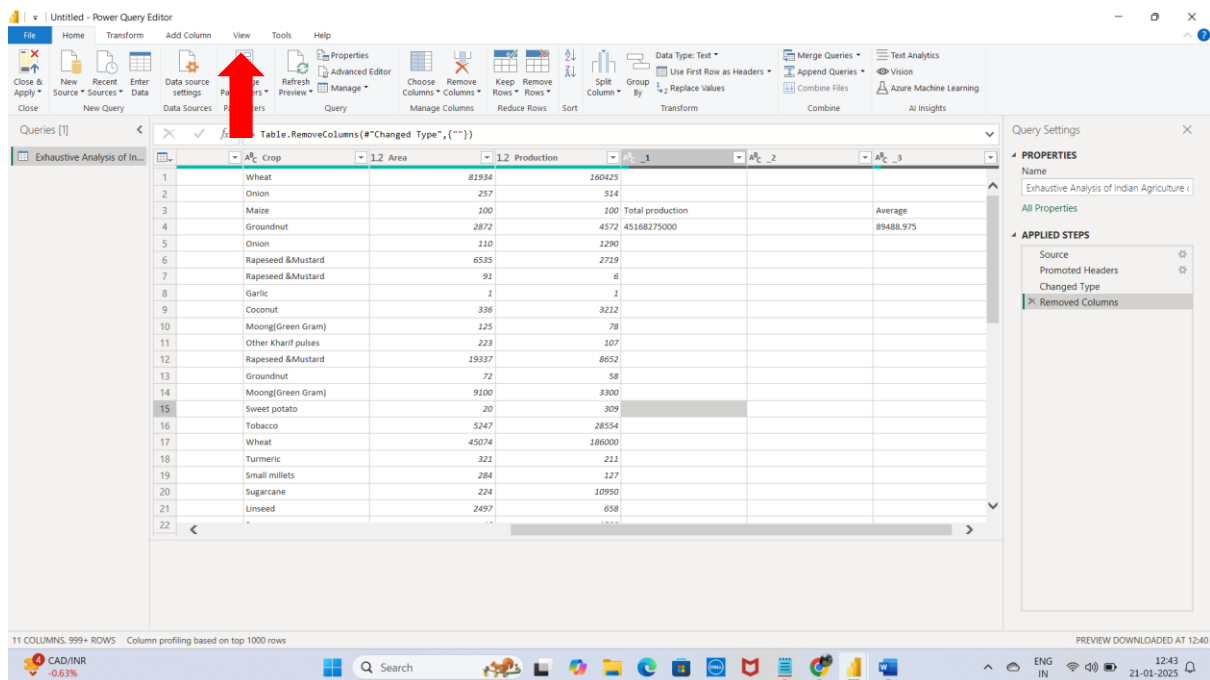 Untitled - Power Query Editor
File Home Transform Add Column View Tools Help
Close & Apply
New Source
Recent Sources
Enter Data
Data source settings
Refresh Preview
Properties
Advanced Editor
Manage
Choose Columns
Remove Columns
Keep Rows
Remove Rows
Split Column
Group By
Data Type: Text
Use First Row as Headers
Replace Values
Merge Queries
Append Queries
Combine Files
Text Analytics
Vision
Azure Machine Learning
Close New Query Data Sources Query Manage Columns Reduce Rows Sort Transform Combine AI Insights
Queries [1]
Exhaustive Analysis of In...
= Table.RemoveColumns(#"Changed Type",{""})
Crop 1.2 Area 1.2 Production _1 _2 _3
1 Wheat 81934 160425
2 Onion 257 514
3 Maize 100 100 Total production Average
4 Groundnut 2872 4572 45168275000 89488.975
5 Onion 110 1290
6 Rapeseed &Mustard 6535 2719
7 Rapeseed &Mustard 91 6
8 Garlic 1 1
9 Coconut 336 3212
10 Moong(Green Gram) 125 78
11 Other Kharif pulses 223 107
12 Rapeseed &Mustard 19337 8652
13 Groundnut 72 58
14 Moong(Green Gram) 9100 3300
15 Sweet potato 20 309
16 Tobacco 5247 28554
17 Wheat 45074 186000
18 Turmeric 321 211
19 Small millets 284 127
20 Sugarcane 224 10950
21 Linseed 2497 658
22
Query Settings
PROPERTIES
Name
Exhaustive Analysis of Indian Agriculture
All Properties
APPLIED STEPS
Source
Promoted Headers
Changed Type
Removed Columns
11 COLUMNS, 999+ ROWS Column profiling based on top 1000 rows
PREVIEW DOWNLOADED AT 12:40
4 CAD/INR
-0.63%
Search
ENG
IN
12:43
21-01-2025